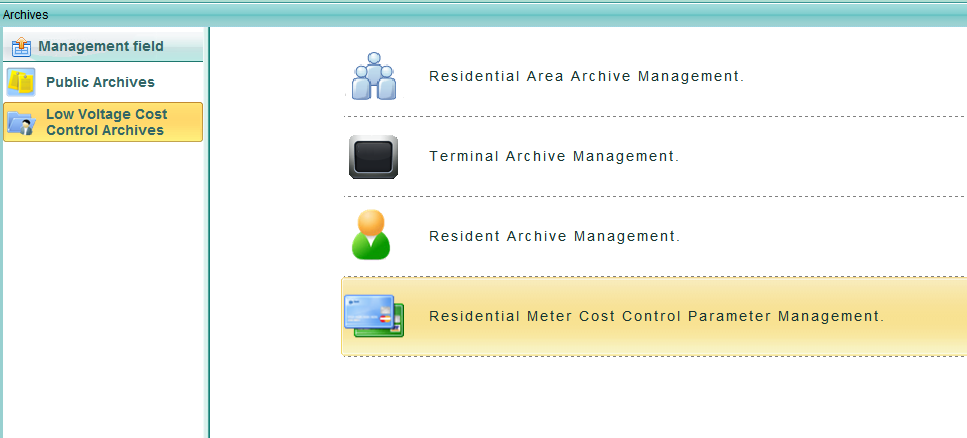 Archives
Management field
Public Archives
Low Voltage Cost
Control Archives
Residential Area Archive Management.
Terminal Archive Management.
Resident Archive Management.
Residential Meter Cost Control Parameter Management.